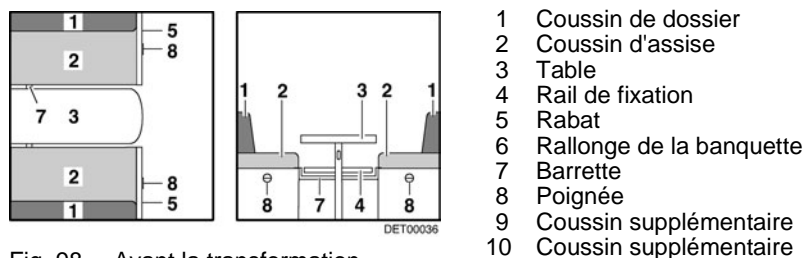 1
5
8
2
7 3
2
8
5
1
1 2 3 2 1
8 7 4 8
DET00036
1 Coussin de dossier
2 Coussin d'assise
3 Table
4 Rail de fixation
5 Rabat
6 Rallonge de la banquette
7 Barrette
8 Poignée
9 Coussin supplémentaire
10 Coussin supplémentaire
Fig. 98 Avant la transformation